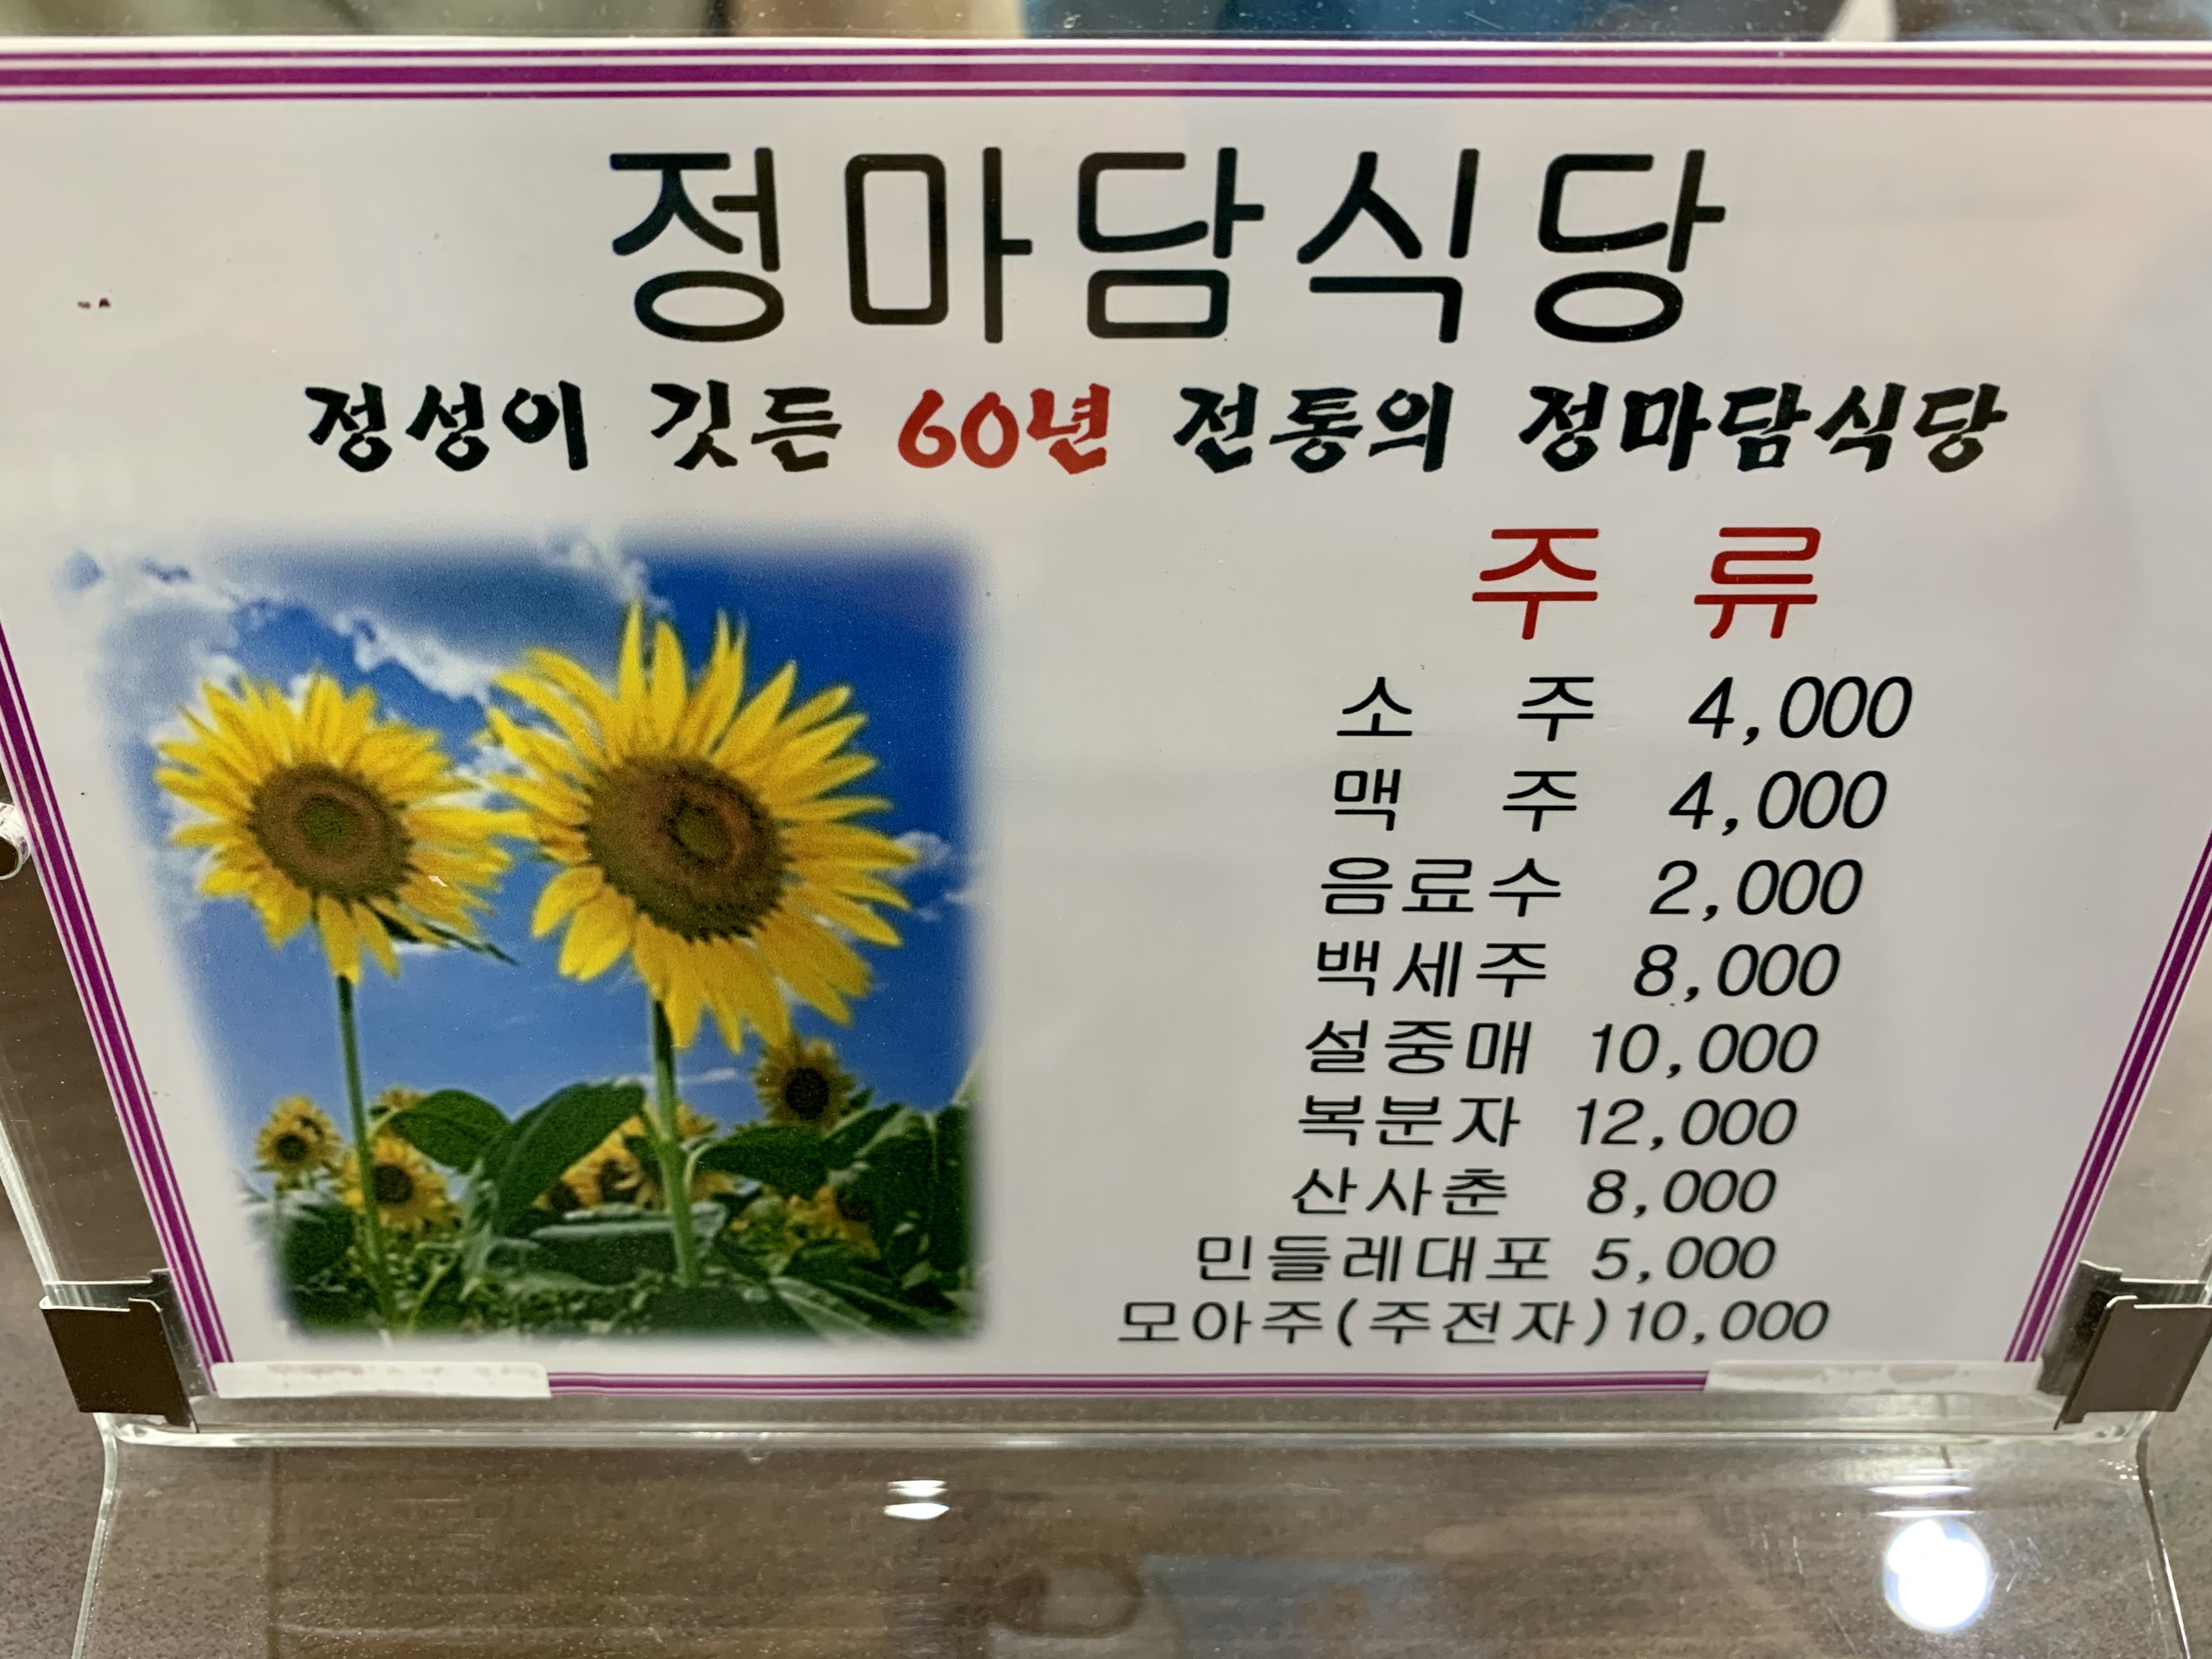 정마담식당
정성이 깃든 60년 전통의 정마담식당
주 류
소 주 4,000
맥 주 4,000
음료수 2,000
백세주 8,000
설중매 10,000
복분자 12,000
산사춘 8,000
민들레대포 5,000
모아주(주전자)10,000